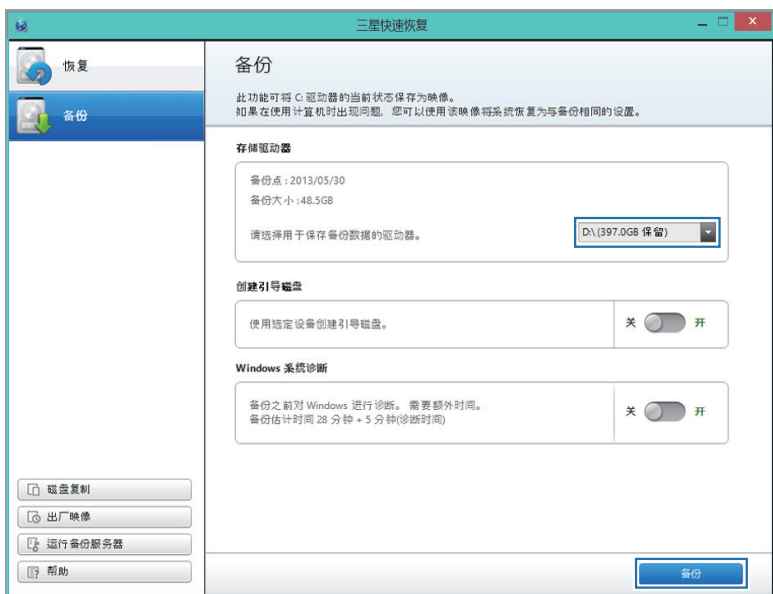 三星快速恢复
恢复
备份
备份
此功能可将 C: 驱动器的当前状态保存为映像。
如果在使用计算机时出现问题, 您可以使用该映像将系统恢复为与备份相同的设置。
存储驱动器
备份点 : 2013/05/30
备份大小 :48.5GB
请选择用于保存备份数据的驱动器。
D:\ (397.0GB 保留)
创建引导磁盘
使用选定设备创建引导磁盘。
关 开
Windows 系统诊断
备份之前对 Windows 进行诊断。 需要额外时间。
备份估计时间 28 分钟 + 5 分钟(诊断时间)
关 开
磁盘复制
出厂映像
运行备份服务器
帮助
备份